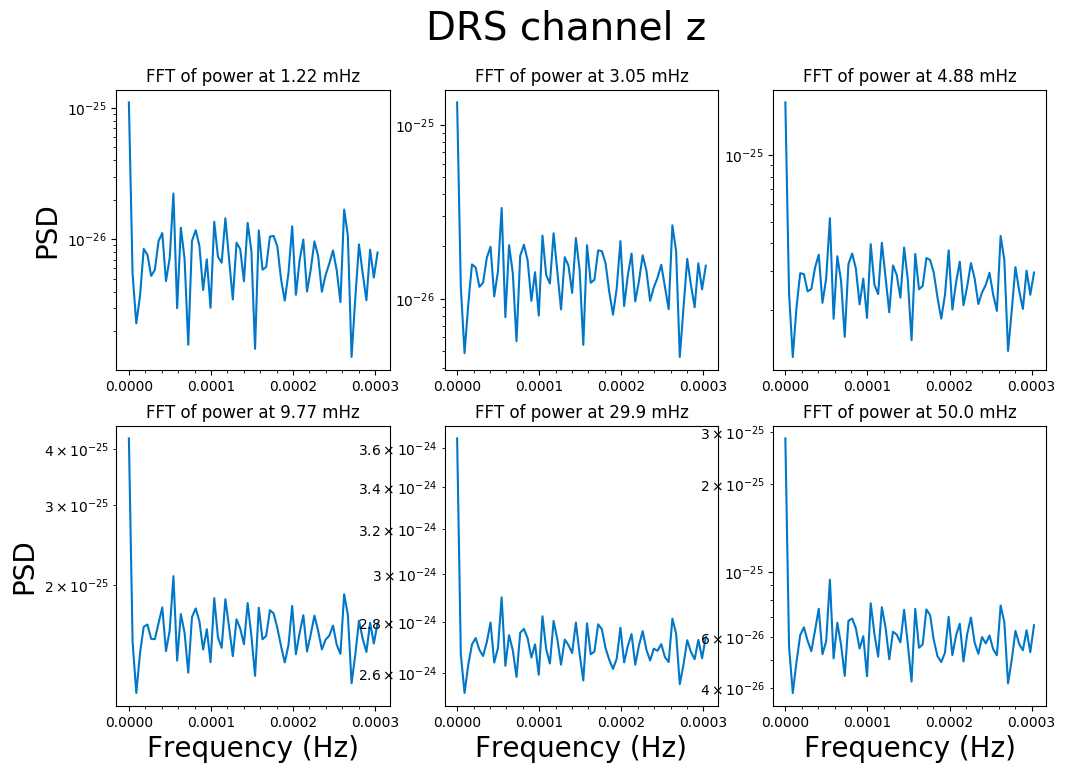 DRS channel z
FFT of power at 1.22 mHz
FFT of power at 3.05 mHz
FFT of power at 4.88 mHz
PSD
10⁻²⁵
10⁻²⁶
0.0000 0.0001 0.0002 0.0003
10⁻²⁵
10⁻²⁶
0.0000 0.0001 0.0002 0.0003
10⁻²⁵
0.0000 0.0001 0.0002 0.0003
FFT of power at 9.77 mHz
FFT of power at 29.9 mHz
FFT of power at 50.0 mHz
PSD
4 × 10⁻²⁵
3 × 10⁻²⁵
2 × 10⁻²⁵
0.0000 0.0001 0.0002 0.0003
Frequency (Hz)
3.6 × 10⁻²⁴
3.4 × 10⁻²⁴
3.2 × 10⁻²⁴
3 × 10⁻²⁴
2.8 × 10⁻²⁴
2.6 × 10⁻²⁴
0.0000 0.0001 0.0002 0.0003
Frequency (Hz)
3 × 10⁻²⁵
2 × 10⁻²⁵
10⁻²⁵
6 × 10⁻²⁶
4 × 10⁻²⁶
0.0000 0.0001 0.0002 0.0003
Frequency (Hz)